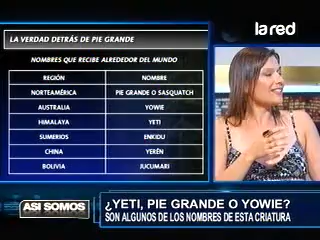 LA VERDAD DETRÁS DE PIE GRANDE
la red
NOMBRES QUE RECIBE ALREDEDOR DEL MUNDO
REGIÓN NOMBRE
NORTEAMÉRICA PIE GRANDE O SASQUATCH
AUSTRALIA YOWIE
HIMALAYA YETI
SUMERIOS ENKIDU
CHINA YERÉN
BOLIVIA JUCUMARI
ASI SOMOS
¿YETI, PIE GRANDE O YOWIE?
SON ALGUNOS DE LOS NOMBRES DE ESTA CRIATURA